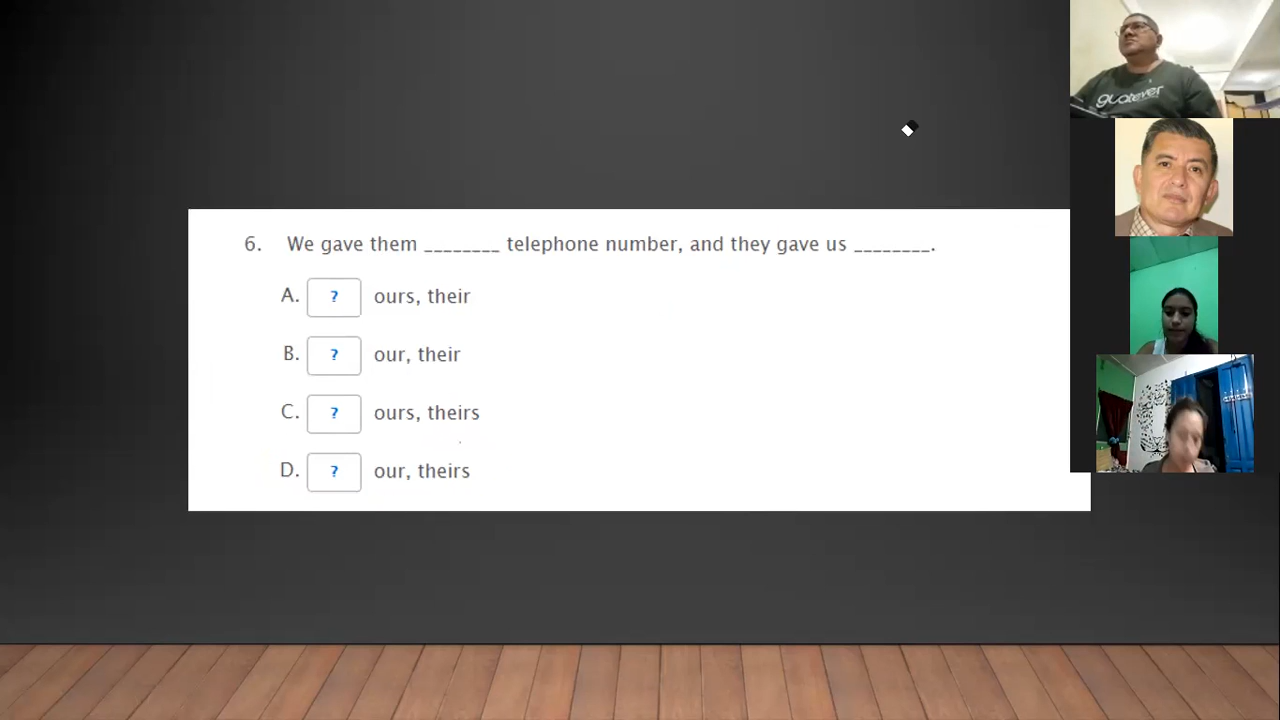 guatever
6. We gave them ________ telephone number, and they gave us ________.
A. ? ours, their
B. ? our, their
C. ? ours, theirs
D. ? our, theirs